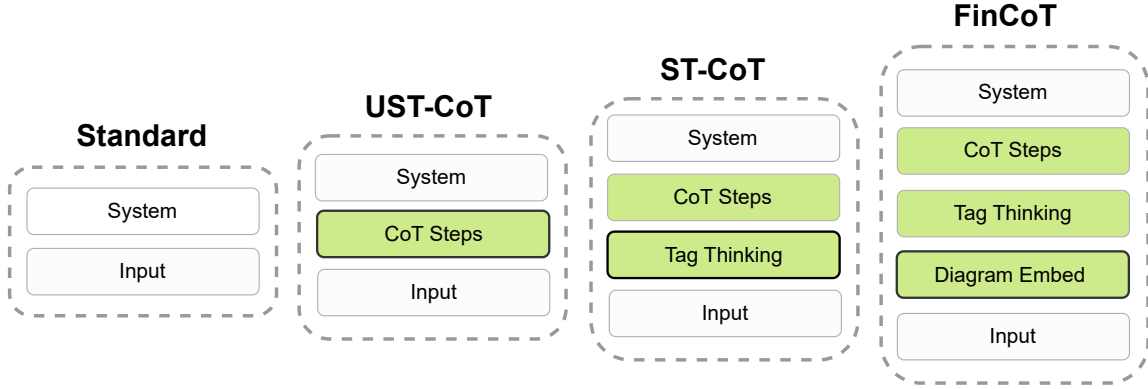 Standard
System
Input
UST-CoT
System
CoT Steps
Input
ST-CoT
System
CoT Steps
Tag Thinking
Input
FinCoT
System
CoT Steps
Tag Thinking
Diagram Embed
Input